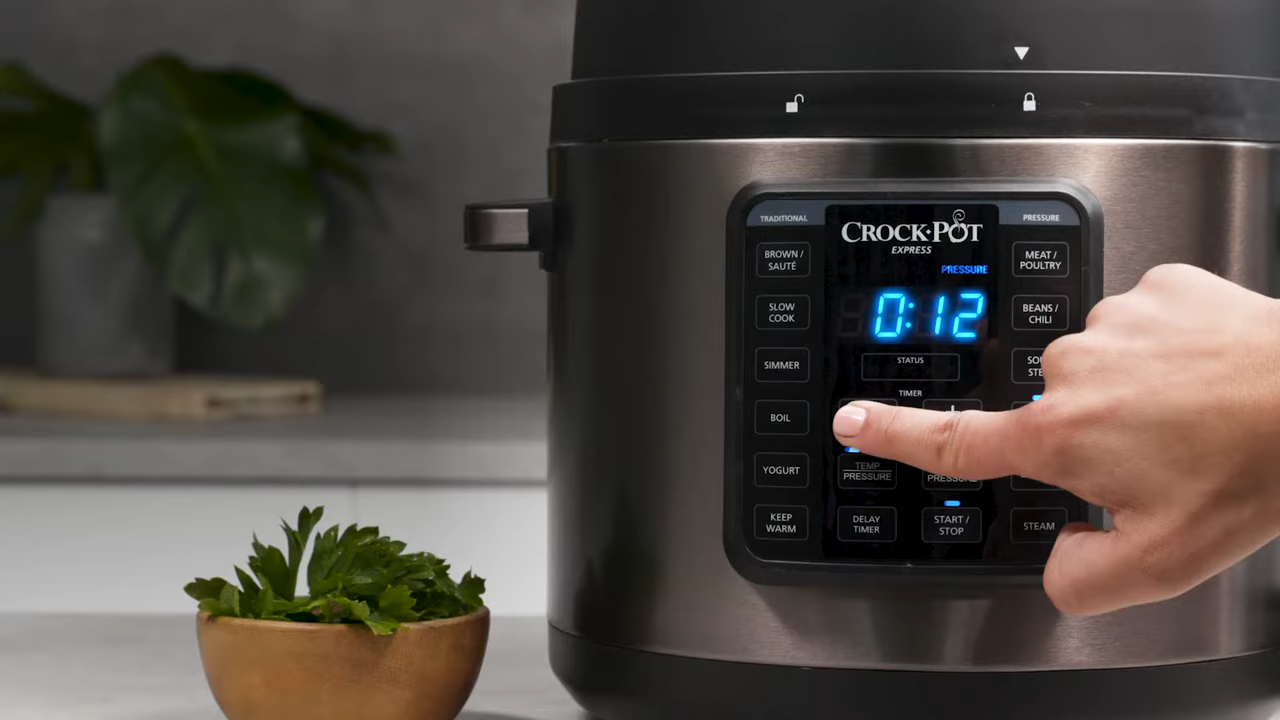 TRADITIONAL
CROCK·POT
EXPRESS
PRESSURE
BROWN /
SAUTÉ
SLOW
COOK
SIMMER
BOIL
YOGURT
KEEP
WARM
PRESSURE
0:12
STATUS
TIMER
+
TEMP
PRESSURE
PRESSURE
DELAY
TIMER
START /
STOP
MEAT /
POULTRY
BEANS /
CHILI
STEAM